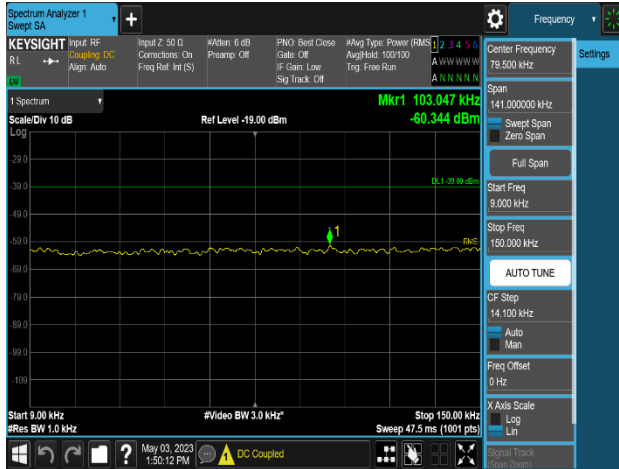 Spectrum Analyzer 1
Swept SA
+
Frequency
KEYSIGHT
RL
LW
Input: RF
Coupling: DC
Align: Auto
Input Z: 50 Ω
Corrections: On
Freq Ref: Int (S)
#Atten: 6 dB
Preamp: Off
PNO: Best Close
Gate: Off
IF Gain: Low
Sig Track: Off
#Avg Type: Power (RMS
Avg|Hold: 100/100
Trig: Free Run
1 2 3 4 5 6
A W W W W W
A N N N N N
1 Spectrum
Scale/Div 10 dB
Log
Ref Level -19.00 dBm
Mkr1 103.047 kHz
-60.344 dBm
-29.0
-39.0
DL1 -39.00 dBm
-49.0
1
-59.0
RMS
-69.0
-79.0
-89.0
-99.0
-109
Start 9.00 kHz
#Res BW 1.0 kHz
#Video BW 3.0 kHz*
Stop 150.00 kHz
Sweep 47.5 ms (1001 pts)
?
May 03, 2023
1:50:12 PM
DC Coupled
Center Frequency
79.500 kHz
Settings
Span
141.000000 kHz
Swept Span
Zero Span
Full Span
Start Freq
9.000 kHz
Stop Freq
150.000 kHz
AUTO TUNE
CF Step
14.100 kHz
Auto
Man
Freq Offset
0 Hz
X Axis Scale
Log
Lin
Signal Track
(Span Zoom)